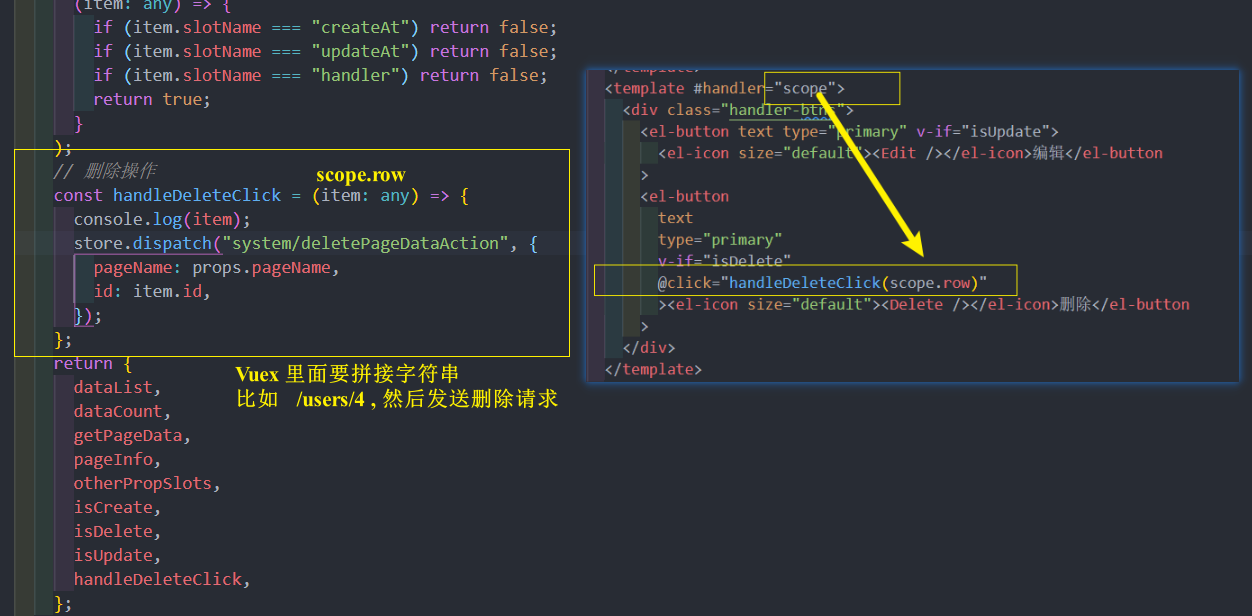 (item: any) => {
if (item.slotName === "createAt") return false;
if (item.slotName === "updateAt") return false;
if (item.slotName === "handler") return false;
return true;
}
);
// 删除操作
scope.row
const handleDeleteClick = (item: any) => {
console.log(item);
store.dispatch("system/deletePageDataAction", {
pageName: props.pageName,
id: item.id,
});
};
return {
dataList,
dataCount,
getPageData,
pageInfo,
otherPropSlots,
isCreate,
isDelete,
isUpdate,
handleDeleteClick,
};
Vuex 里面要拼接字符串
比如 /users/4 , 然后发送删除请求
</template>
<template #handler="scope">
<div class="handler-btns">
<el-button text type="primary" v-if="isUpdate">
<el-icon size="default"><Edit /></el-icon>编辑</el-button
>
<el-button
text
type="primary"
v-if="isDelete"
@click="handleDeleteClick(scope.row)"
><el-icon size="default"><Delete /></el-icon>删除</el-button
>
</div>
</template>